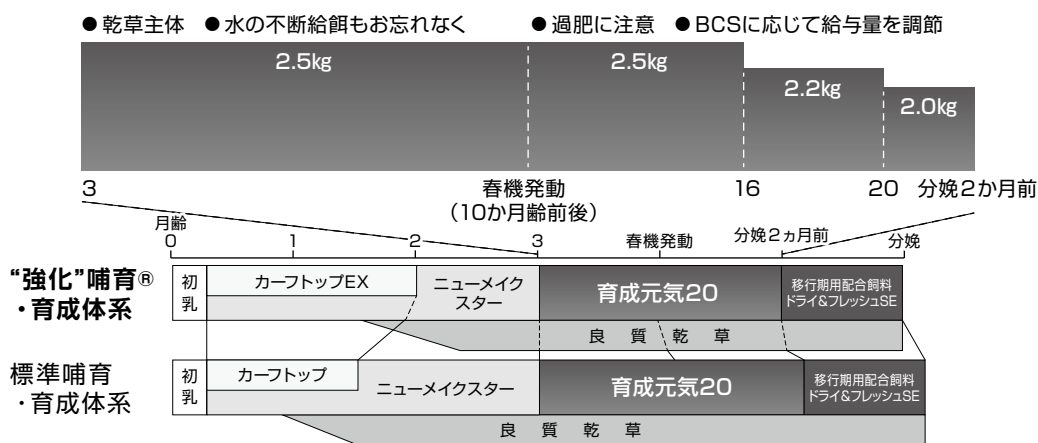 ● 乾草主体 ● 水の不断給餌もお忘れなく ● 過肥に注意 ● BCSに応じて給与量を調節
2.5kg 2.5kg 2.2kg 2.0kg
3 春機発動 16 20 分娩2か月前
（10か月齢前後）
月齢
0 1 2 3 春機発動 分娩2ヵ月前 分娩
“強化”哺育®
・育成体系
初
乳
カーフトップEX
ニューメイク
スター
育成元気20
移行期用配合飼料
ドライ&フレッシュSE
良質乾草
標準哺育
・育成体系
初
乳
カーフトップ
ニューメイクスター
育成元気20
移行期用配合飼料
ドライ&フレッシュSE
良質乾草